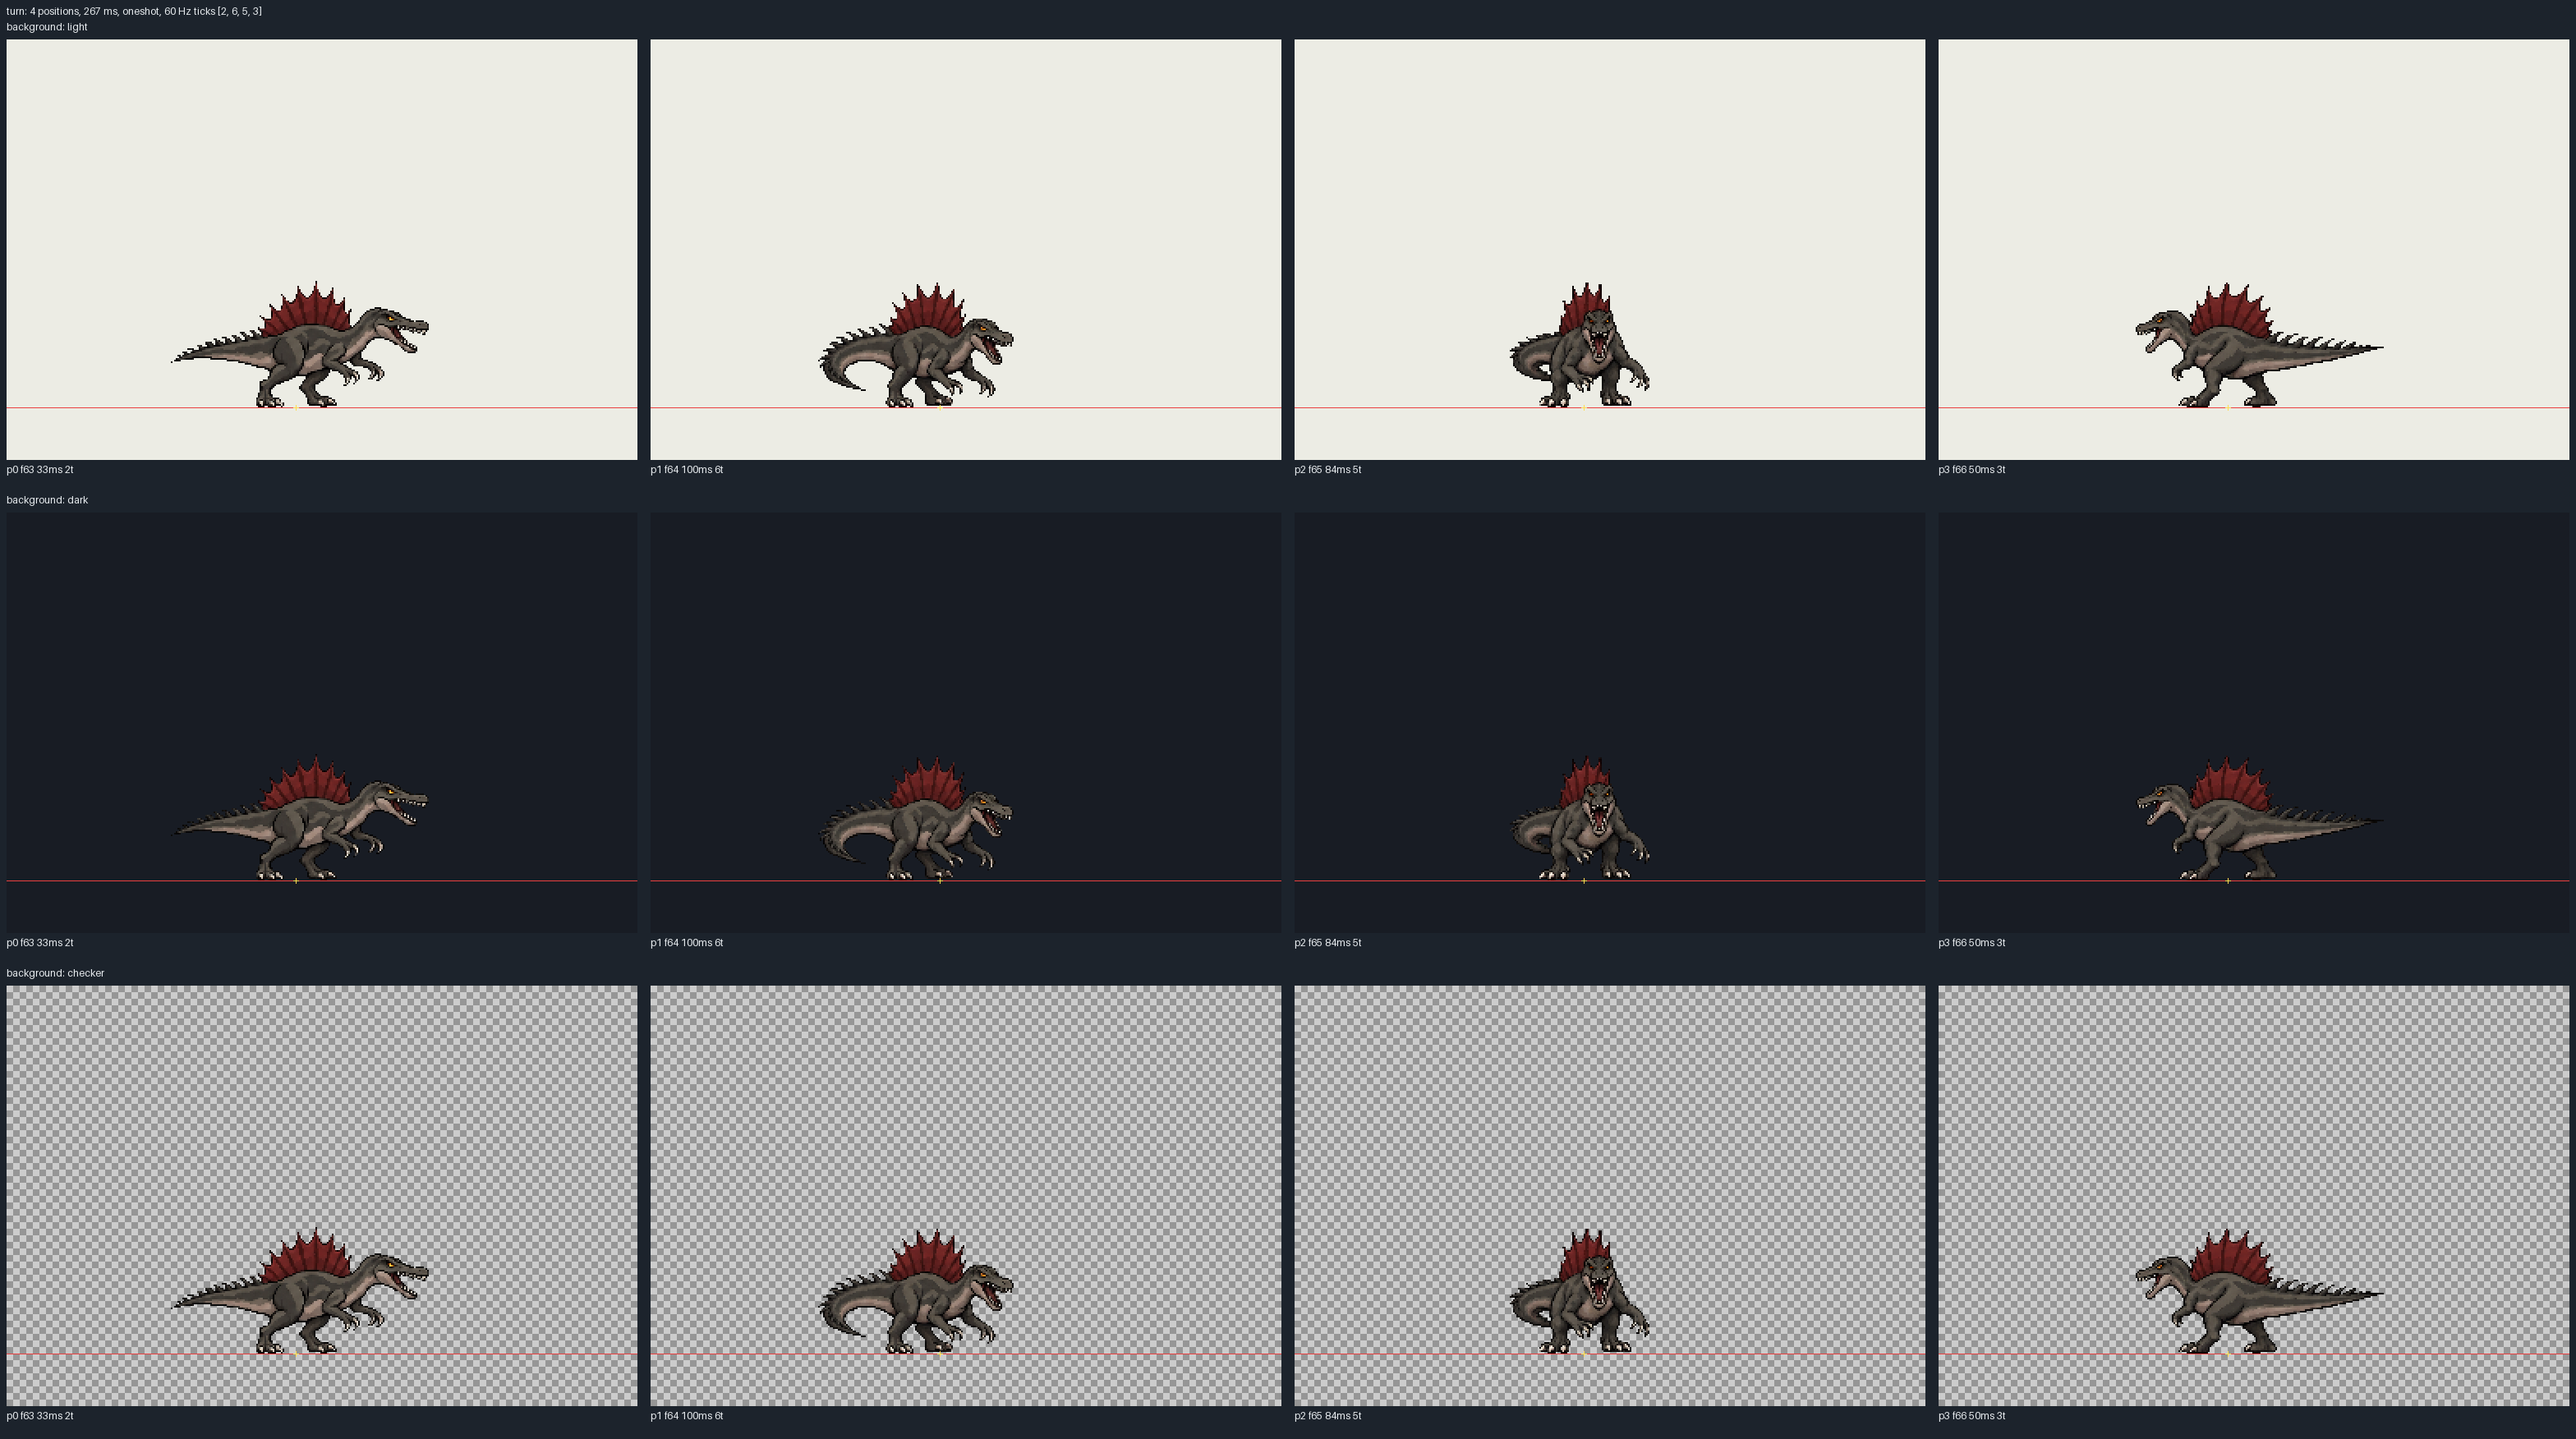 turn: 4 positions, 267 ms, oneshot, 60 Hz ticks [2, 6, 5, 3]
background: light
p0 f63 33ms 2t
p1 f64 100ms 6t
p2 f65 84ms 5t
p3 f66 50ms 3t
background: dark
p0 f63 33ms 2t
p1 f64 100ms 6t
p2 f65 84ms 5t
p3 f66 50ms 3t
background: checker
p0 f63 33ms 2t
p1 f64 100ms 6t
p2 f65 84ms 5t
p3 f66 50ms 3t